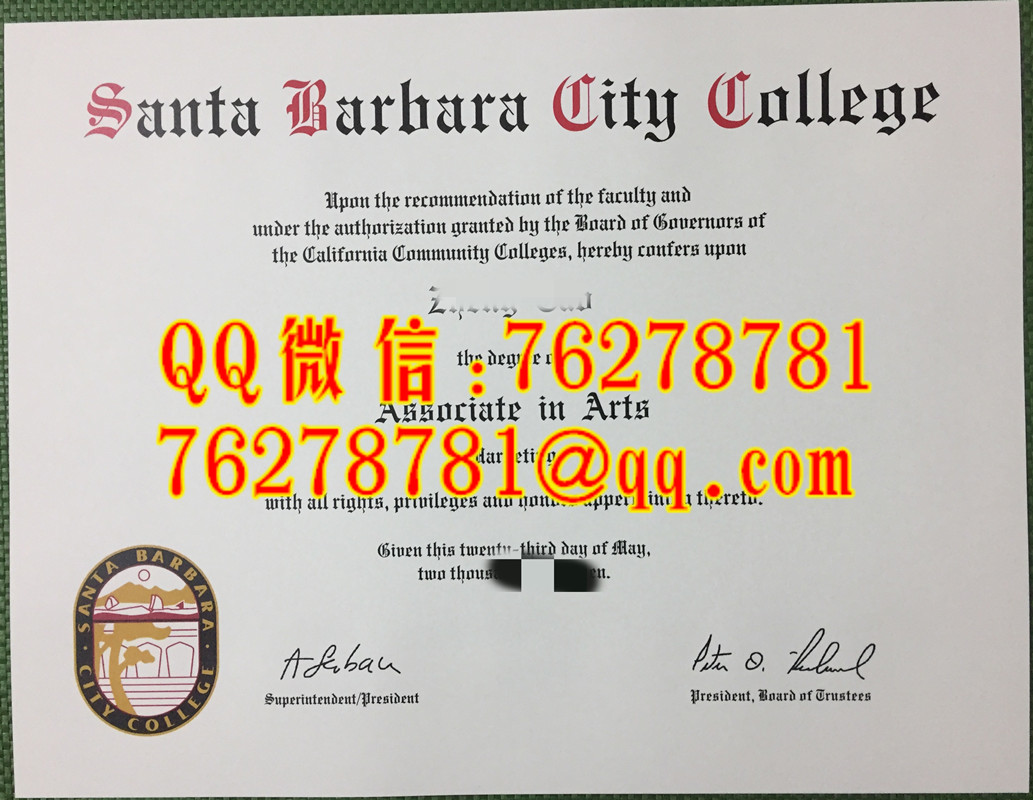 Santa Barbara City College
Upon the recommendation of the faculty and
under the authorization granted by the Board of Governors of
the California Community Colleges, hereby confers upon
QQ微信:76278781
the degree
Associate in Arts
76278781@qq.com
with all rights, privileges and thereto.
Given this twenty-third day of May,
two
SANTA BARBARA
CITY COLLEGE
Superintendent/President
President, Board of Trustees